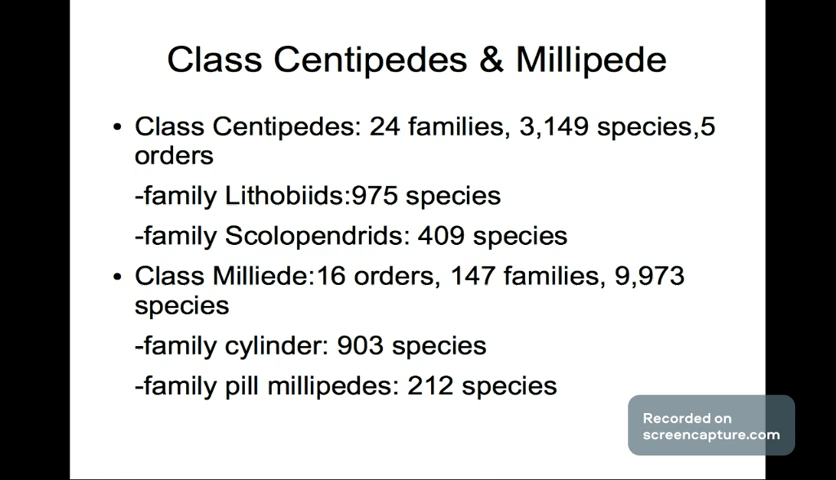 Class Centipedes & Millipede
• Class Centipedes: 24 families, 3,149 species,5
orders
-family Lithobiids:975 species
-family Scolopendrids: 409 species
• Class Milliede:16 orders, 147 families, 9,973
species
-family cylinder: 903 species
-family pill millipedes: 212 species
Recorded on
screencapture.com